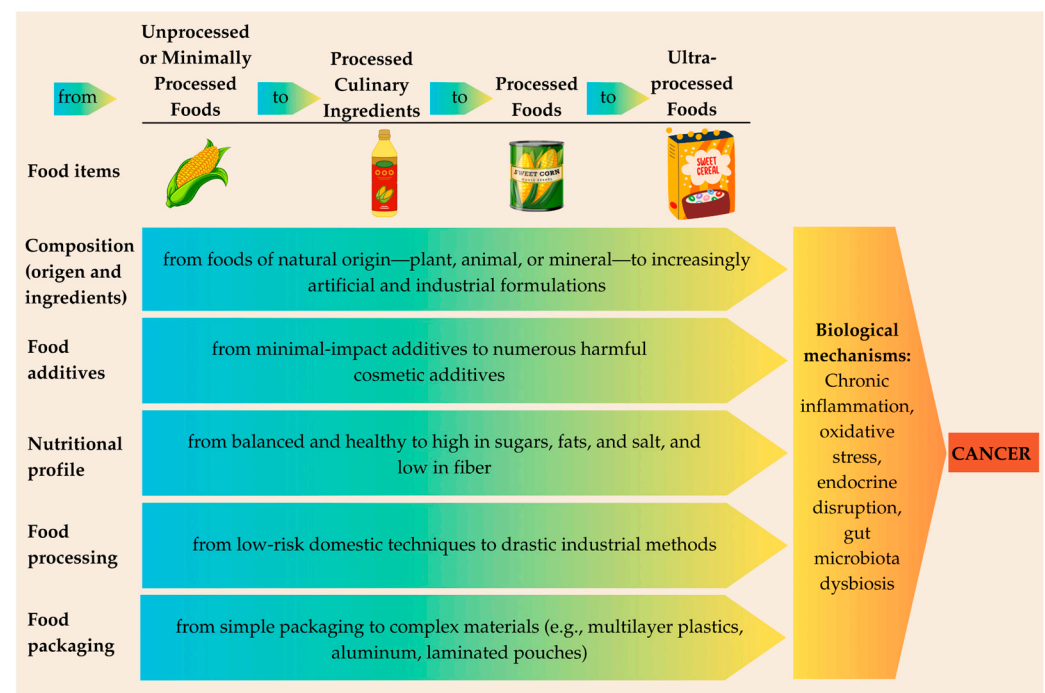 from
Unprocessed
or Minimally
Processed
Foods
to
Processed
Culinary
Ingredients
to
Processed
Foods
to
Ultra-
processed
Foods
Food items
SWEET CORN
SWEET
CEREAL
Composition
(origen and
ingredients)
from foods of natural origin—plant, animal, or mineral—to increasingly
artificial and industrial formulations
Food
additives
from minimal-impact additives to numerous harmful
cosmetic additives
Nutritional
profile
from balanced and healthy to high in sugars, fats, and salt, and
low in fiber
Food
processing
from low-risk domestic techniques to drastic industrial methods
Food
packaging
from simple packaging to complex materials (e.g., multilayer plastics,
aluminum, laminated pouches)
Biological
mechanisms:
Chronic
inflammation,
oxidative
stress,
endocrine
disruption,
gut
microbiota
dysbiosis
CANCER